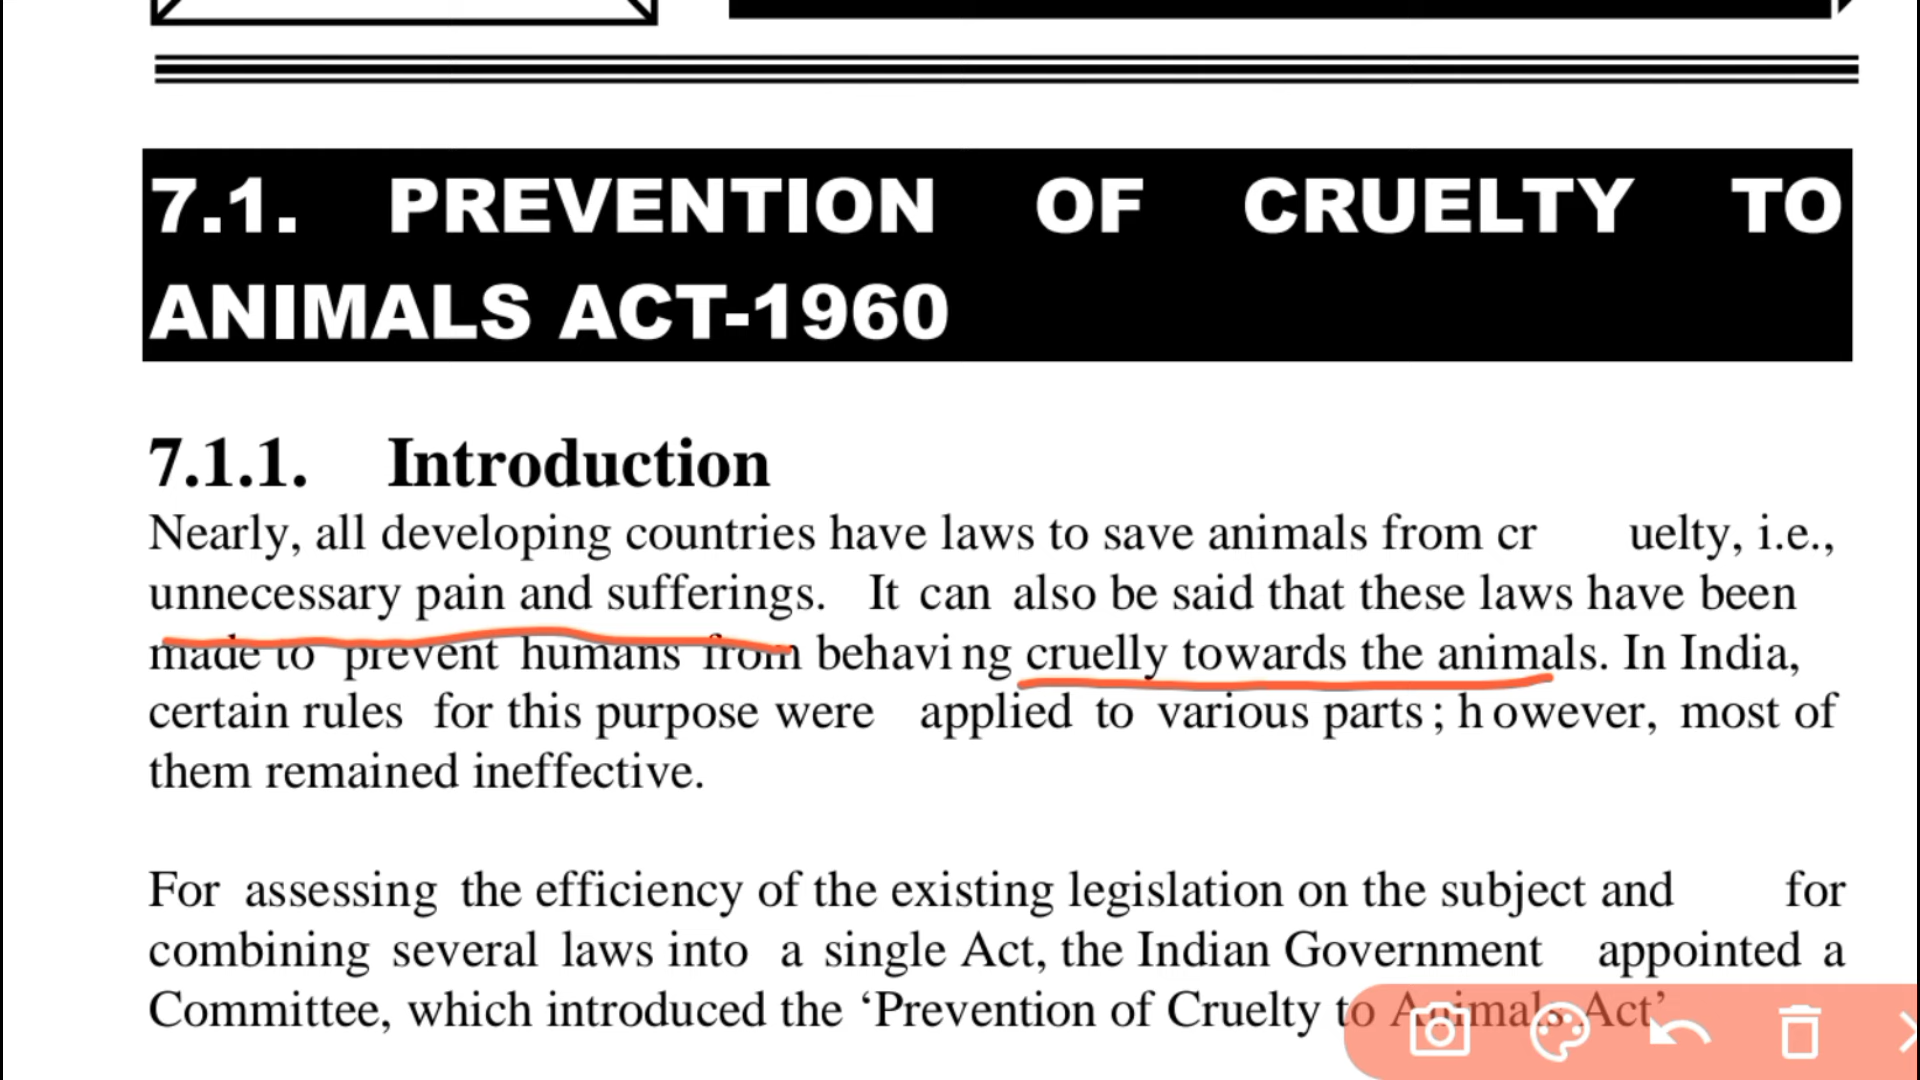 7.1. PREVENTION OF CRUELTY TO
ANIMALS ACT-1960
7.1.1. Introduction
Nearly, all developing countries have laws to save animals from cr uelty, i.e.,
unnecessary pain and sufferings. It can also be said that these laws have been
made to prevent humans from behavi ng cruelly towards the animals. In India,
certain rules for this purpose were applied to various parts ; h owever, most of
them remained ineffective.
For assessing the efficiency of the existing legislation on the subject and for
combining several laws into a single Act, the Indian Government appointed a
Committee, which introduced the ‘Prevention of Cruelty to Animals Act’